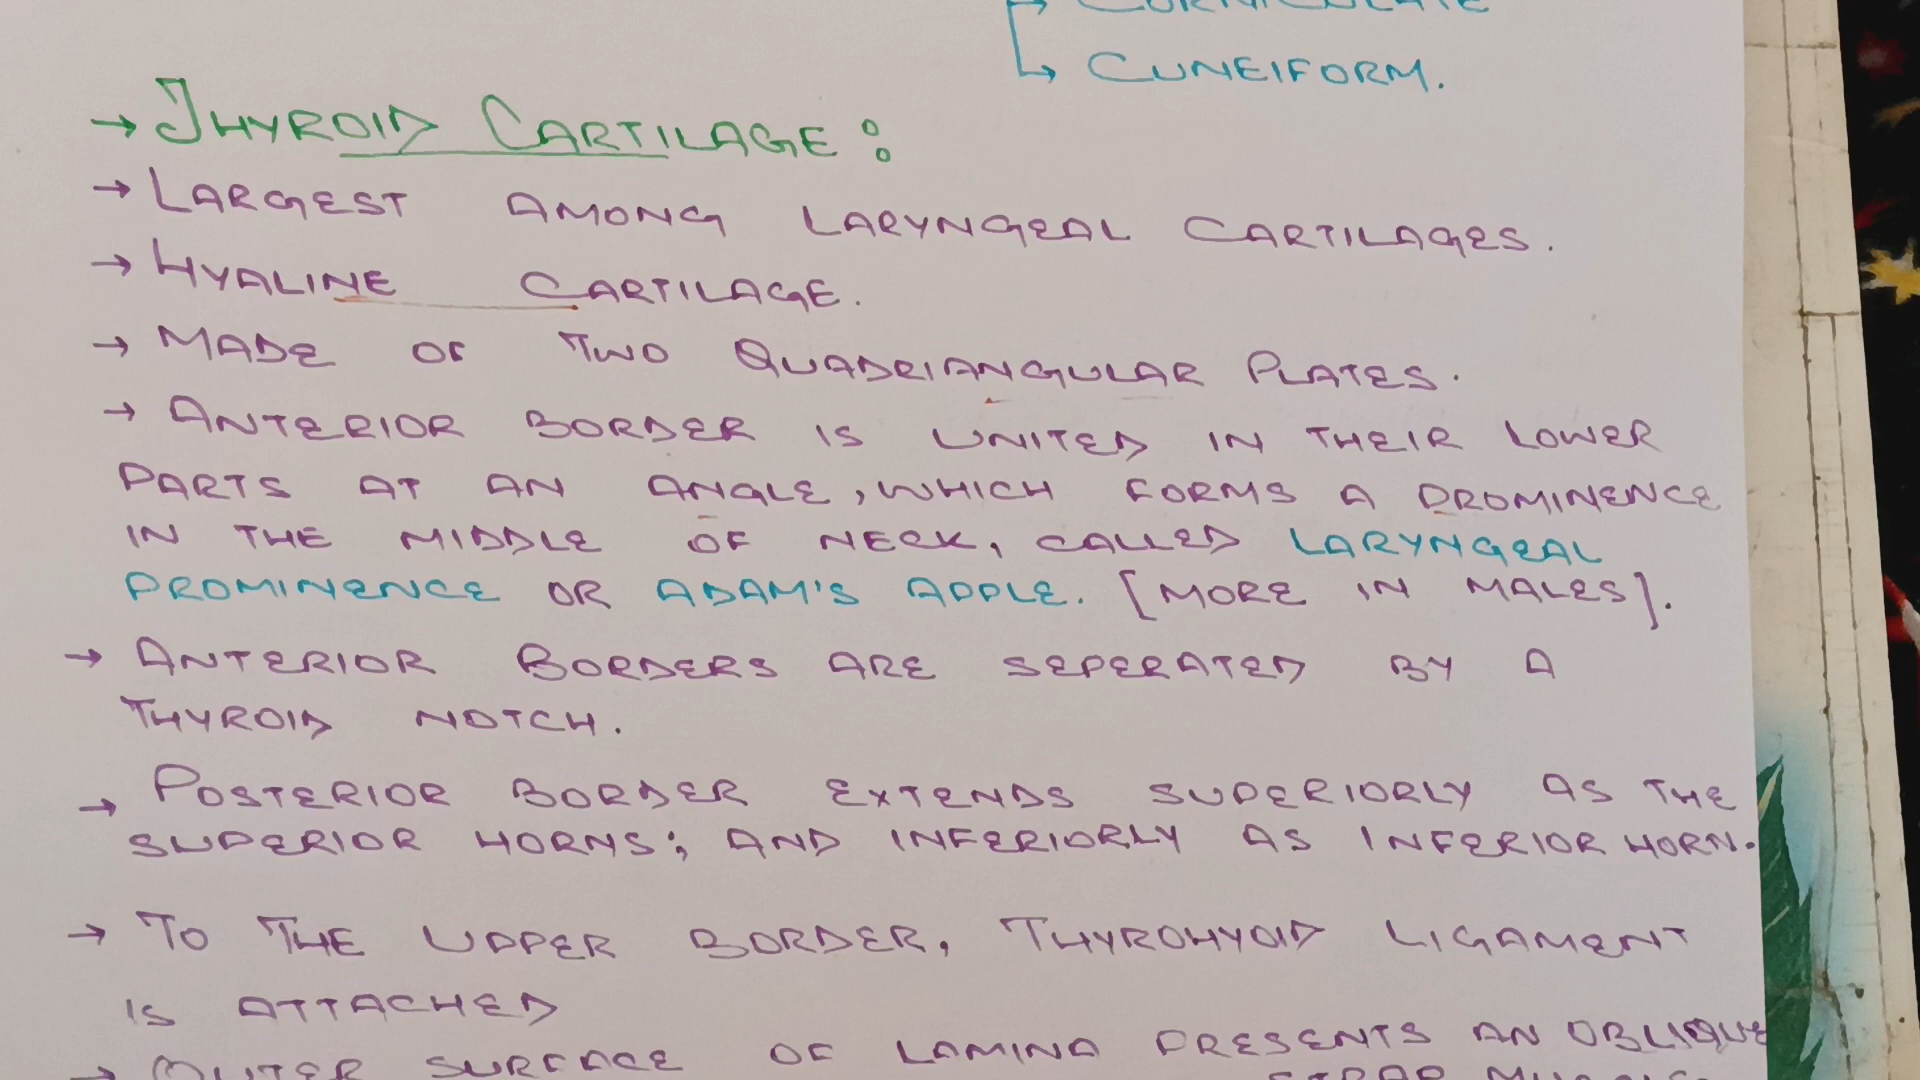 CORNICULATE
↳ CUNEIFORM.
→ THYROID CARTILAGE:
→ LARGEST AMONG LARYNGEAL CARTILAGES.
→ HYALINE CARTILAGE.
→ MADE OF TWO QUADRIANGULAR PLATES.
→ ANTERIOR BORDER IS UNITED IN THEIR LOWER
PARTS AT AN ANGLE, WHICH FORMS A PROMINENCE
IN THE MIDDLE OF NECK, CALLED LARYNGEAL
PROMINENCE OR ADAM'S APPLE. [MORE IN MALES].
→ ANTERIOR BORDERS ARE SEPERATED BY A
THYROID NOTCH.
→ POSTERIOR BORDER EXTENDS SUPERIORLY AS THE
SUPERIOR HORNS; AND INFERIORLY AS INFERIOR HORN.
→ TO THE UPPER BORDER, THYROHYOID LIGAMENT
IS ATTACHED
→ OUTER SURFACE OF LAMINA PRESENTS AN OBLIQUE
STRAP MUSCLE